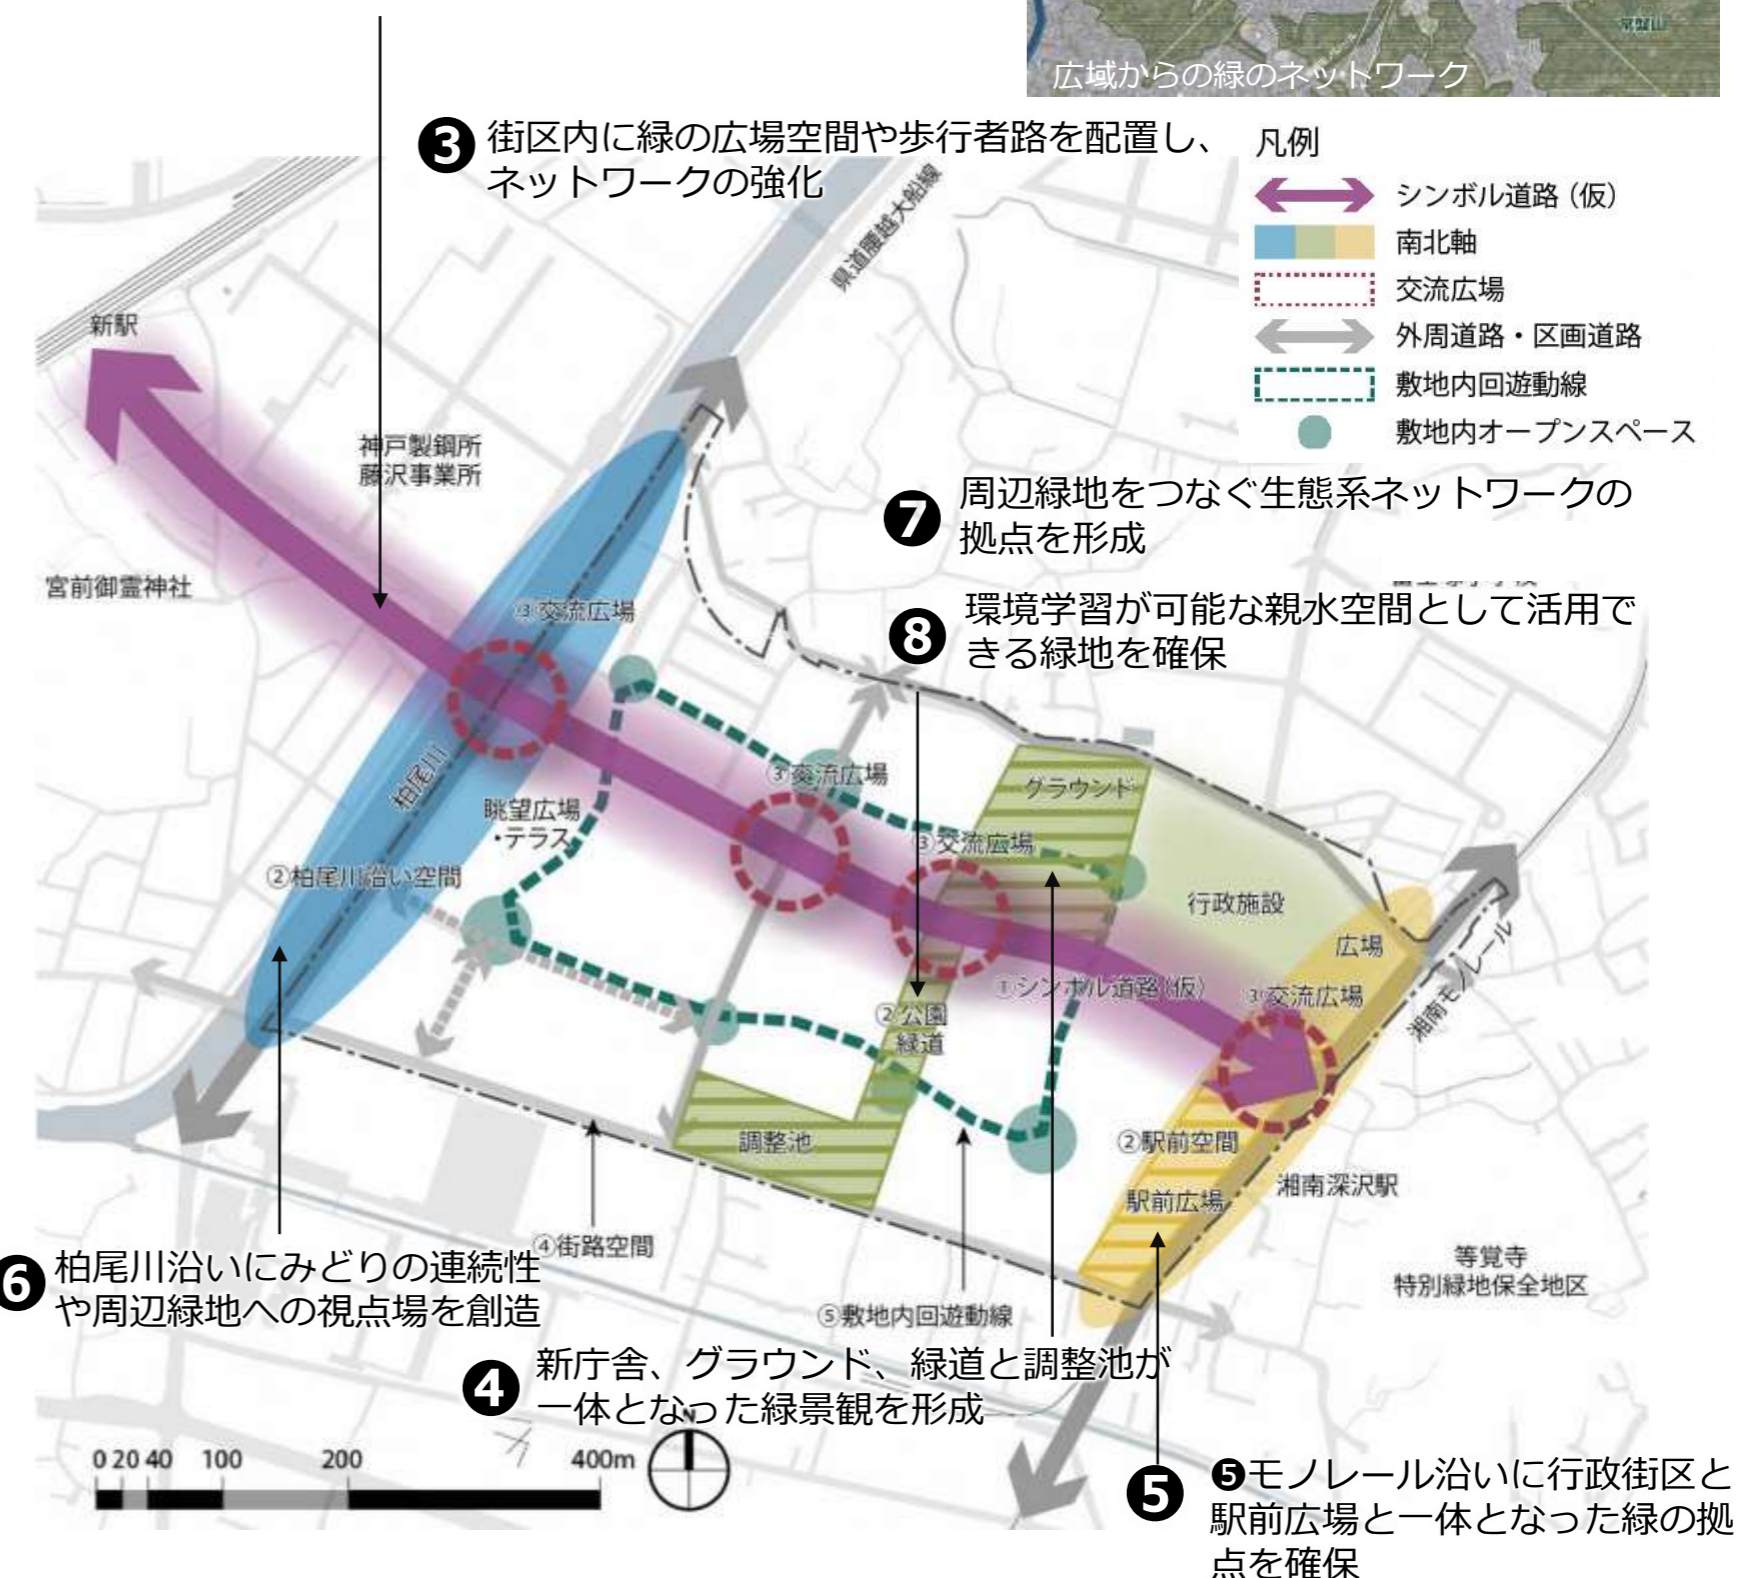 常盤山
広域からの緑のネットワーク
❸ 街区内に緑の広場空間や歩行者路を配置し、
ネットワークの強化
凡例
シンボル道路（仮）
南北軸
交流広場
外周道路・区画道路
敷地内回遊動線
敷地内オープンスペース
県道腰越大船線
新駅
神戸製鋼所
藤沢事業所
宮前御霊神社
❼ 周辺緑地をつなぐ生態系ネットワークの
拠点を形成
❽ 環境学習が可能な親水空間として活用で
きる緑地を確保
③交流広場
柏尾川
眺望広場
・テラス
②柏尾川沿い空間
③交流広場
グラウンド
③交流広場
行政施設
広場
①シンボル道路（仮）
③交流広場
湘南モノレール
②公園
緑道
調整池
②駅前空間
駅前広場
湘南深沢駅
等覚寺
特別緑地保全地区
④街路空間
⑤敷地内回遊動線
❻ 柏尾川沿いにみどりの連続性
や周辺緑地への視点場を創造
❹ 新庁舎、グラウンド、緑道と調整池が
一体となった緑景観を形成
N
0 20 40 100 200 400m
❺ ❺モノレール沿いに行政街区と
駅前広場と一体となった緑の拠
点を確保